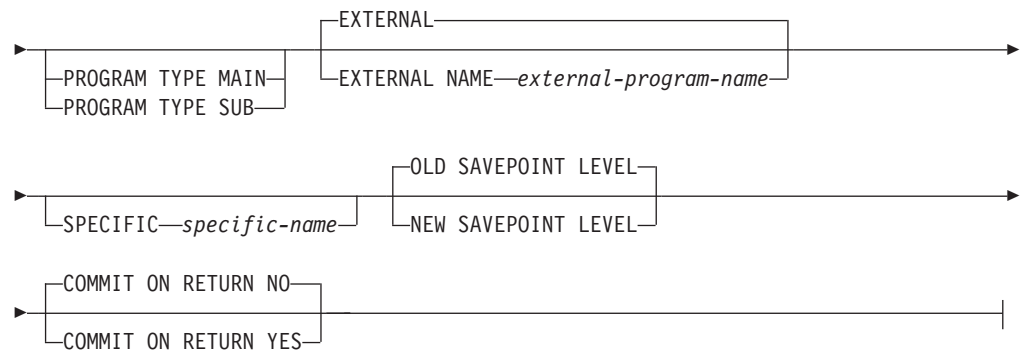 EXTERNAL
PROGRAM TYPE MAIN EXTERNAL NAME external-program-name
PROGRAM TYPE SUB
OLD SAVEPOINT LEVEL
SPECIFIC specific-name NEW SAVEPOINT LEVEL
COMMIT ON RETURN NO
COMMIT ON RETURN YES